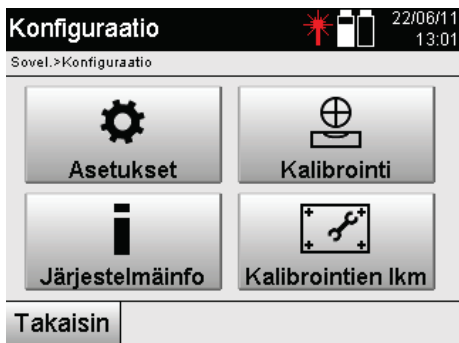 Konfiguraatio
22/06/11
13:01
Sovel.>Konfiguraatio
Asetukset
Kalibrointi
Järjestelmäinfo
Kalibrointien lkm
Takaisin